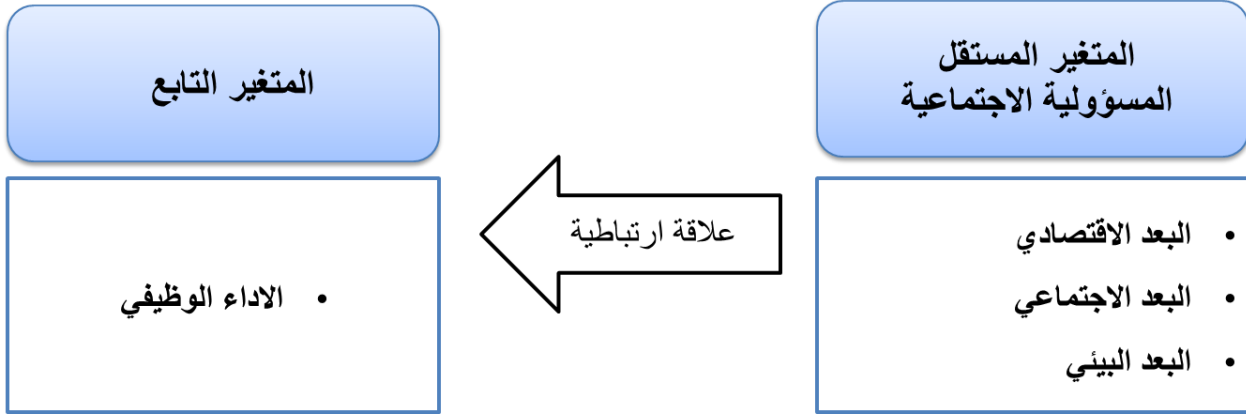 المتغير المستقل
المسؤولية الاجتماعية
• البعد الاقتصادي
• البعد الاجتماعي
• البعد البيئي
علاقة ارتباطية
المتغير التابع
• الاداء الوظيفي